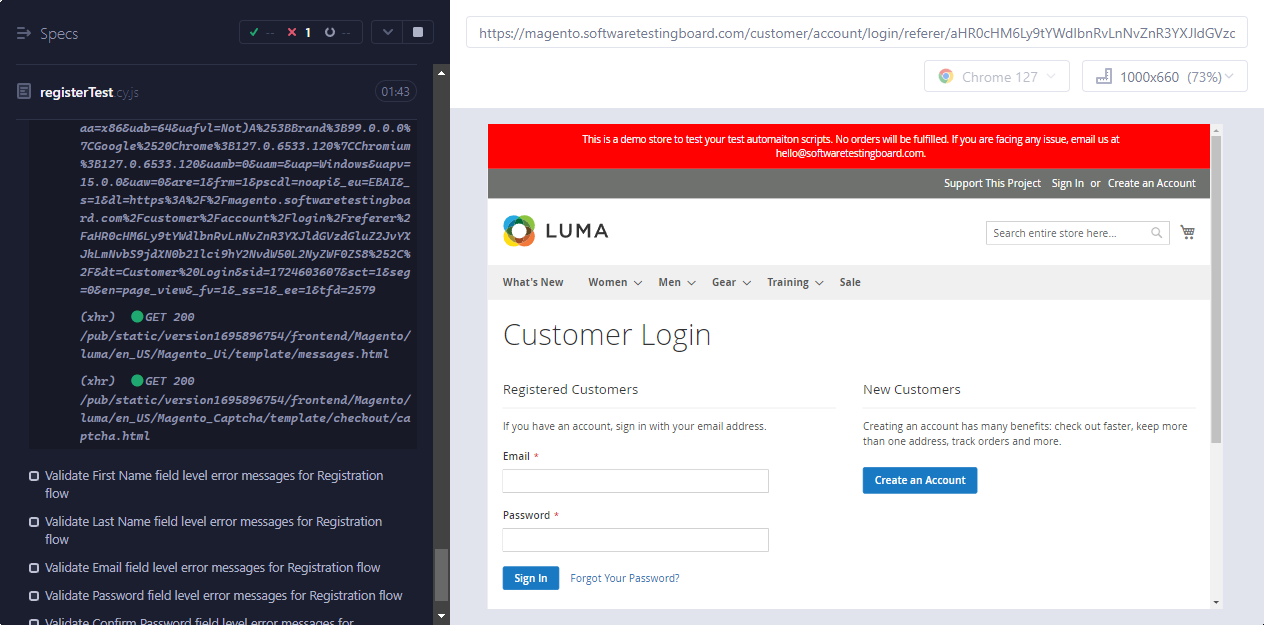 Specs
-- 1 --
registerTest.cy.js
01:43
aa=x86&uab=64&uafvl=Not)A%253BBrand%3B99.0.0.0%
7CGoogle%2520Chrome%3B127.0.6533.120%7CChromium
%3B127.0.6533.120&uamb=0&uam=&uap=Windows&uapv=
15.0.0&uaw=0&are=1&frm=1&pscdl=noapi&_eu=EBAI&_
s=1&dl=https%3A%2F%2Fmagento.softwaretestingboa
rd.com%2Fcustomer%2Faccount%2Flogin%2Freferer%2
FaHR0cHM6Ly9tYWdlbnRvLnNvZnR3YXJldGVzdGluZ2JvYX
JkLmNvbS9jdXN0b21lci9hY2NvdW50L2NyZWF0ZS8%252C%
2F&dt=Customer%20Login&sid=1724603607&sct=1&seg
=0&en=page_view&_fv=1&_ss=1&_ee=1&tfd=2579
(xhr) GET 200
/pub/static/version1695896754/frontend/Magento/
luma/en_US/Magento_Ui/template/messages.html
(xhr) GET 200
/pub/static/version1695896754/frontend/Magento/
luma/en_US/Magento_Captcha/template/checkout/ca
ptcha.html
Validate First Name field level error messages for Registration
flow
Validate Last Name field level error messages for Registration
flow
Validate Email field level error messages for Registration flow
Validate Password field level error messages for Registration flow
Validate Confirm Password field level error messages for
https://magento.softwaretestingboard.com/customer/account/login/referer/aHR0cHM6Ly9tYWdlbnRvLnNvZnR3YXJldGVzc
Chrome 127
1000x660 (73%)
This is a demo store to test your test automaiton scripts. No orders will be fulfilled. If you are facing any issue, email us at
hello@softwaretestingboard.com.
Support This Project Sign In or Create an Account
LUMA
Search entire store here...
What's New Women Men Gear Training Sale
Customer Login
Registered Customers
If you have an account, sign in with your email address.
Email *
Password *
Sign In Forgot Your Password?
New Customers
Creating an account has many benefits: check out faster, keep more
than one address, track orders and more.
Create an Account